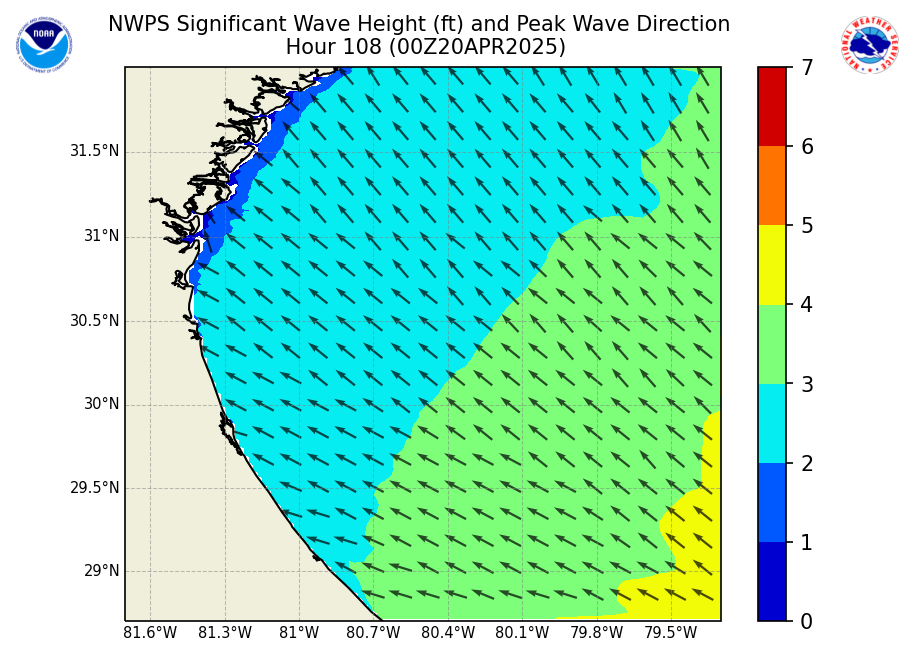 NWPS Significant Wave Height (ft) and Peak Wave Direction
Hour 108 (00Z20APR2025)
NOAA
NATIONAL WEATHER SERVICE
31.5°N
31°N
30.5°N
30°N
29.5°N
29°N
81.6°W 81.3°W 81°W 80.7°W 80.4°W 80.1°W 79.8°W 79.5°W
7
6
5
4
3
2
1
0